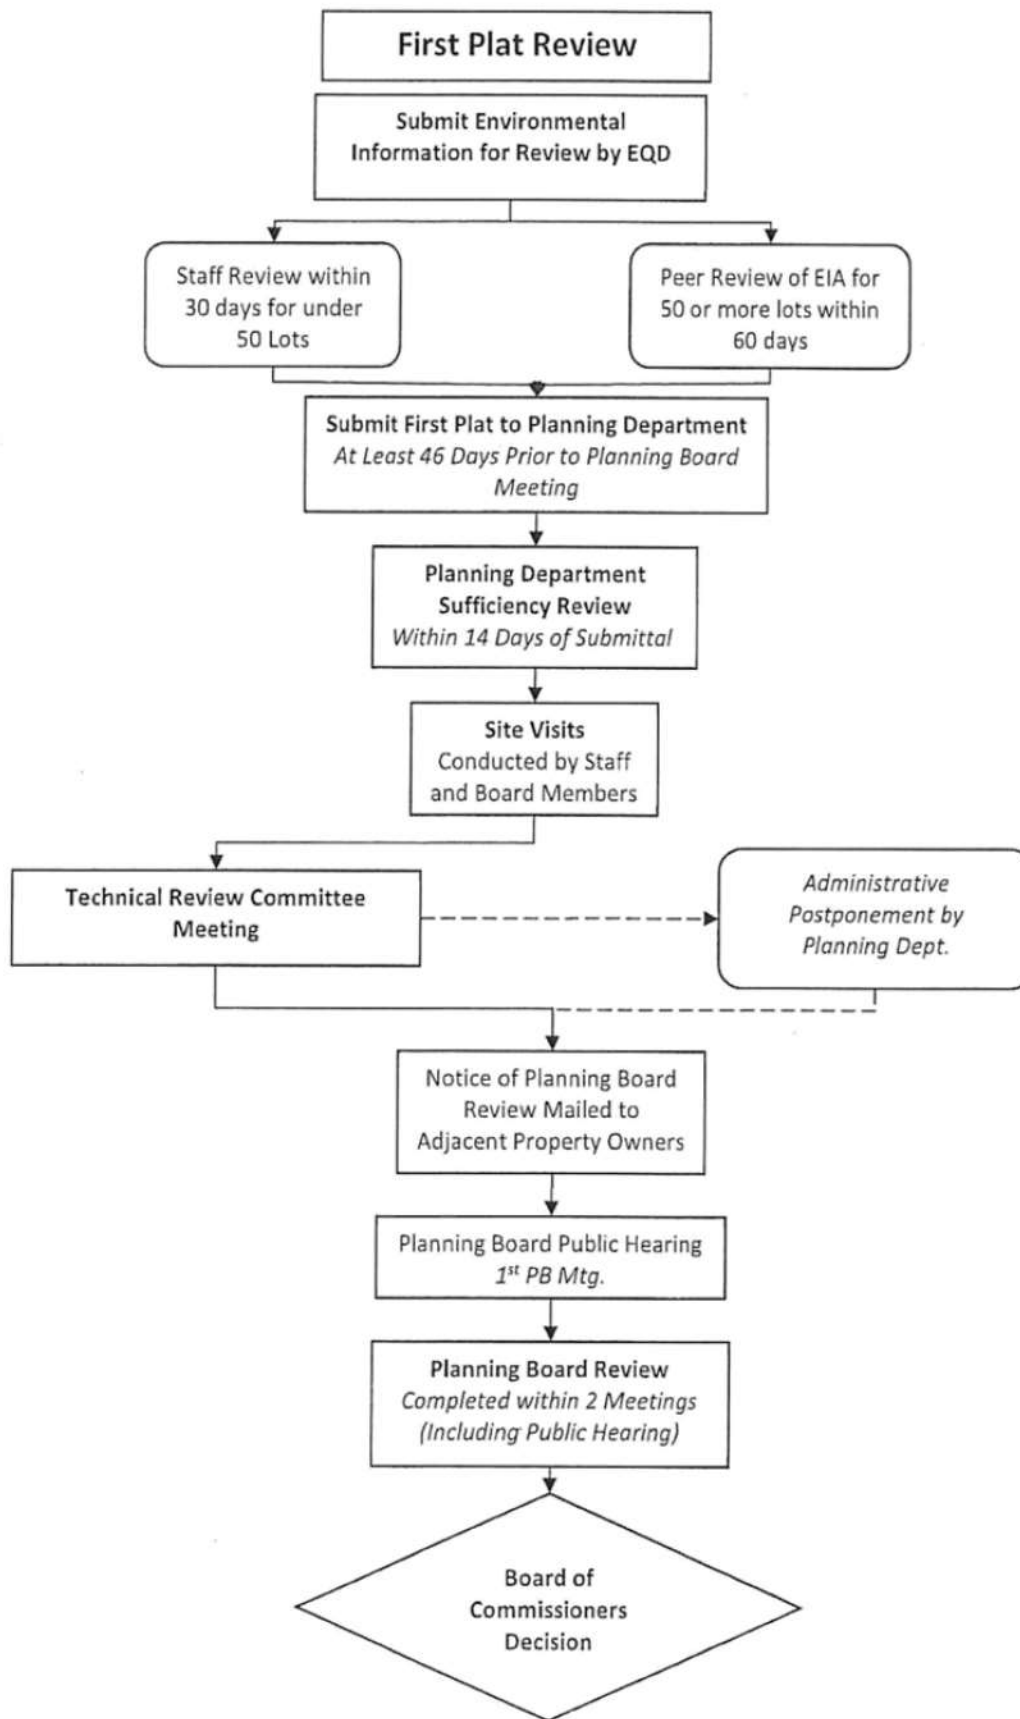 First Plat Review
Submit Environmental
Information for Review by EQD
Staff Review within
30 days for under
50 Lots
Peer Review of EIA for
50 or more lots within
60 days
Submit First Plat to Planning Department
At Least 46 Days Prior to Planning Board
Meeting
Planning Department
Sufficiency Review
Within 14 Days of Submittal
Site Visits
Conducted by Staff
and Board Members
Technical Review Committee
Meeting
Administrative
Postponement by
Planning Dept.
Notice of Planning Board
Review Mailed to
Adjacent Property Owners
Planning Board Public Hearing
1st PB Mtg.
Planning Board Review
Completed within 2 Meetings
(Including Public Hearing)
Board of
Commissioners
Decision